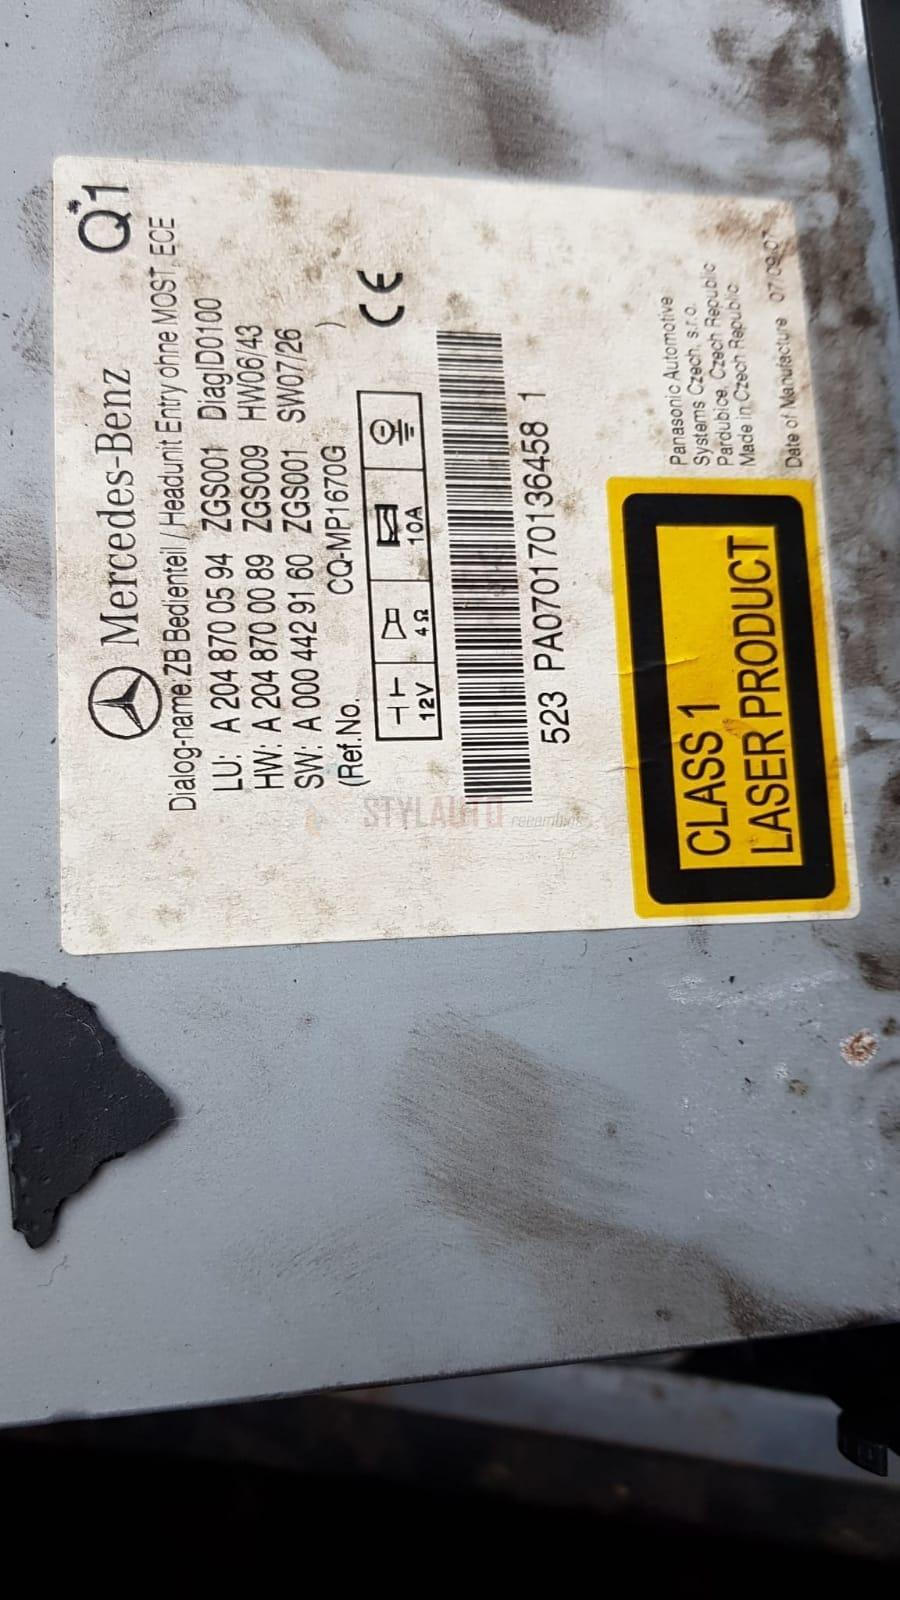 Mercedes-Benz Q1
Dialog-name:ZB Bedienteil / Headunit Entry ohne MOST, ECE
LU: A 204 870 05 94 ZGS001 DiagID0100
HW: A 204 870 00 89 ZGS009 HW06/43
SW: A 000 442 91 60 ZGS001 SW07/26
(Ref.No. CQ-MP1670G )
12V 4Ω 10A
CE
523 PA070170136458 1
STYLAUTO
recambios
CLASS 1
LASER PRODUCT
Panasonic Automotive
Systems Czech, s.r.o.
Pardubice, Czech Republic
Made in Czech Republic
Date of Manufacture 07.09.07